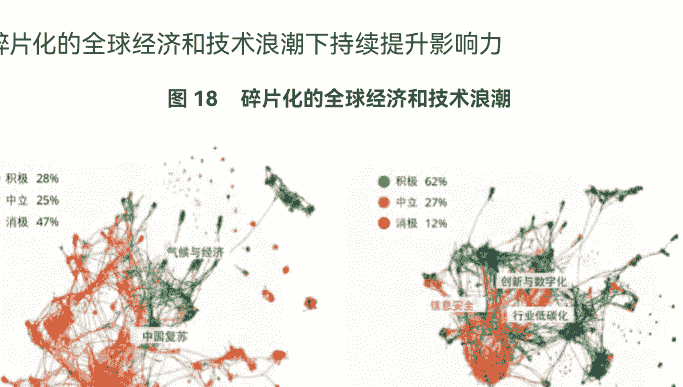 碎片化的全球经济和技术浪潮下持续提升影响力
图 18 碎片化的全球经济和技术浪潮
积极 28%
中立 25%
消极 47%
气候与经济
中国复苏
积极 62%
中立 27%
消极 12%
创新与数字化
信息安全
行业低碳化